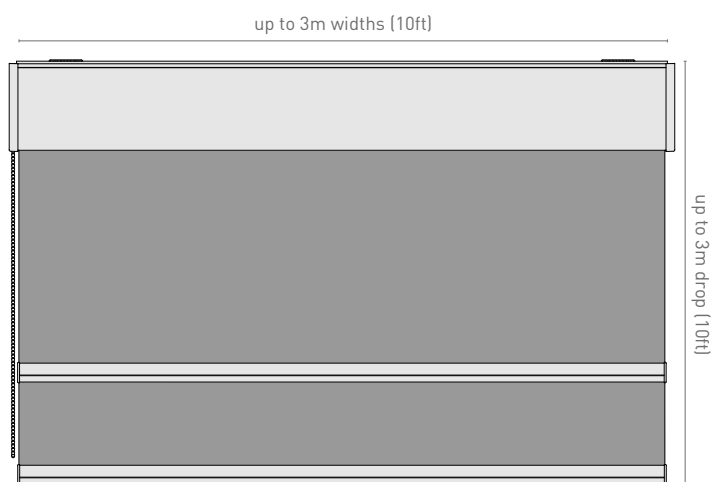 up to 3m widths (10ft)
up to 3m drop (10ft)